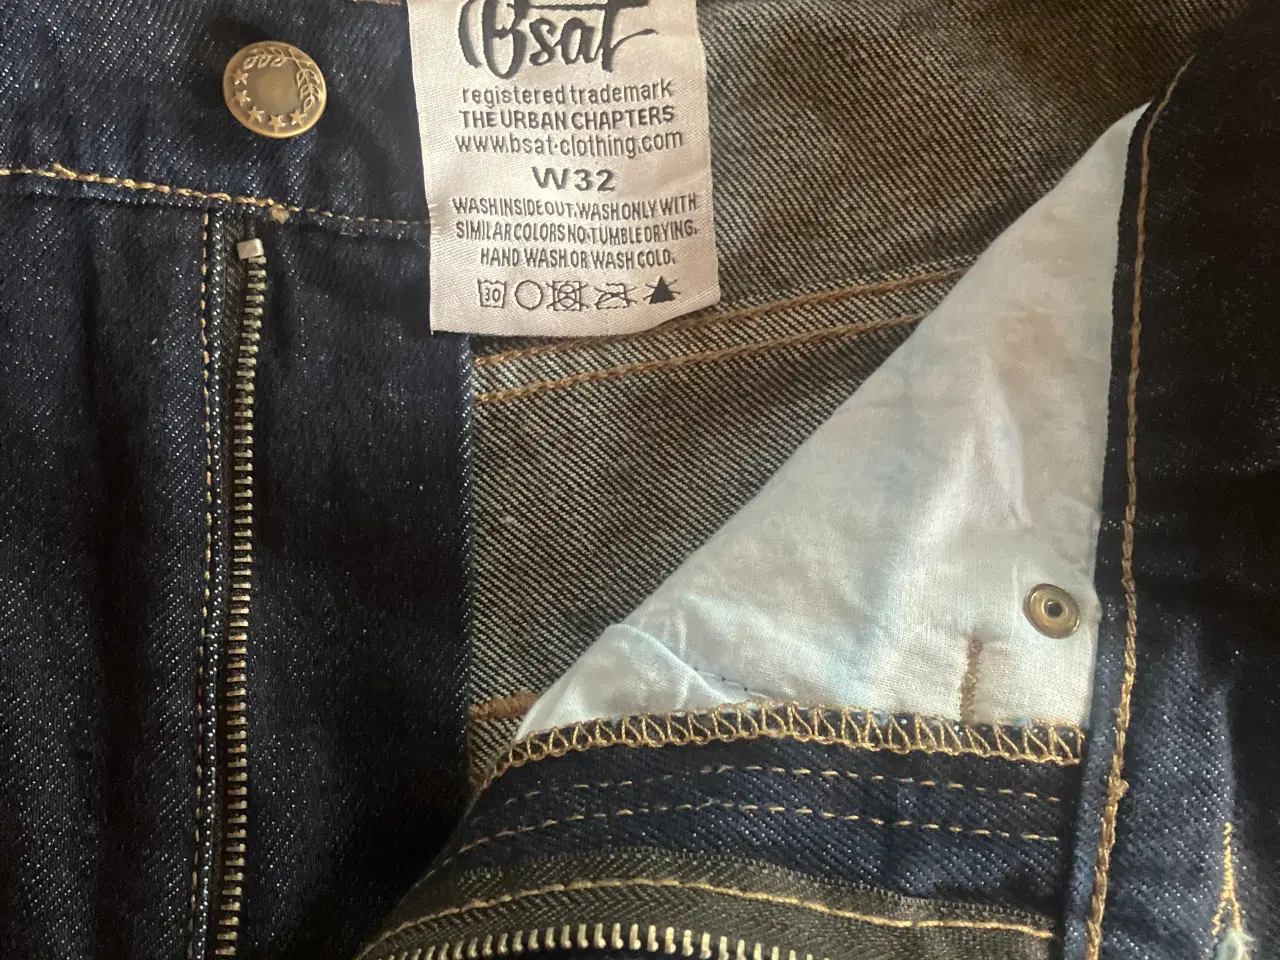 Bsat
registered trademark
THE URBAN CHAPTERS
www.bsat-clothing.com
W32
WASH INSIDE OUT. WASH ONLY WITH
SIMILAR COLORS NO TUMBLE DRYING.
HAND WASH OR WASH COLD.
30